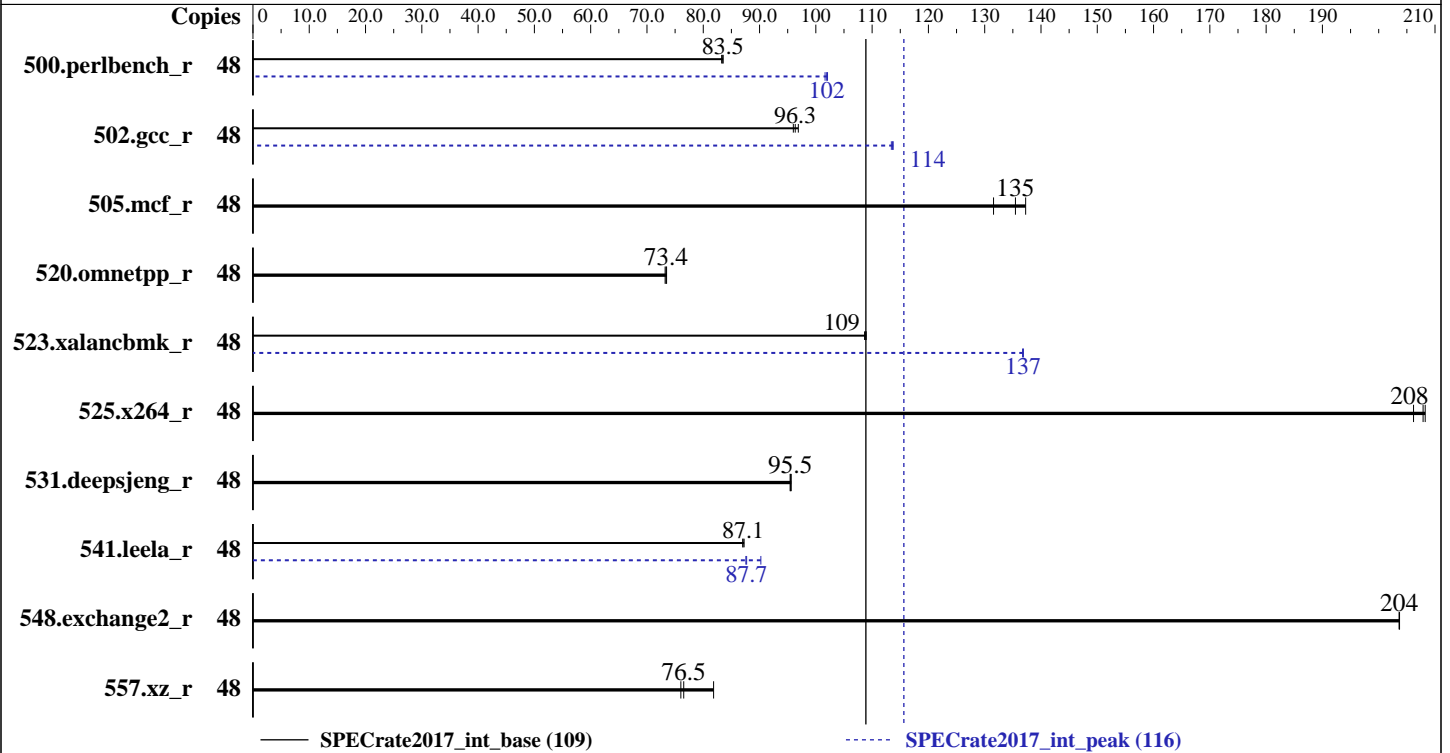 Copies 0 10.0 20.0 30.0 40.0 50.0 60.0 70.0 80.0 90.0 100 110 120 130 140 150 160 170 180 190 210
83.5
500.perlbench_r 48
102
96.3
502.gcc_r 48
114
135
505.mcf_r 48
73.4
520.omnetpp_r 48
109
523.xalancbmk_r 48
137
208
525.x264_r 48
95.5
531.deepsjeng_r 48
87.1
541.leela_r 48
87.7
204
548.exchange2_r 48
76.5
557.xz_r 48
SPECrate2017_int_base (109) SPECrate2017_int_peak (116)